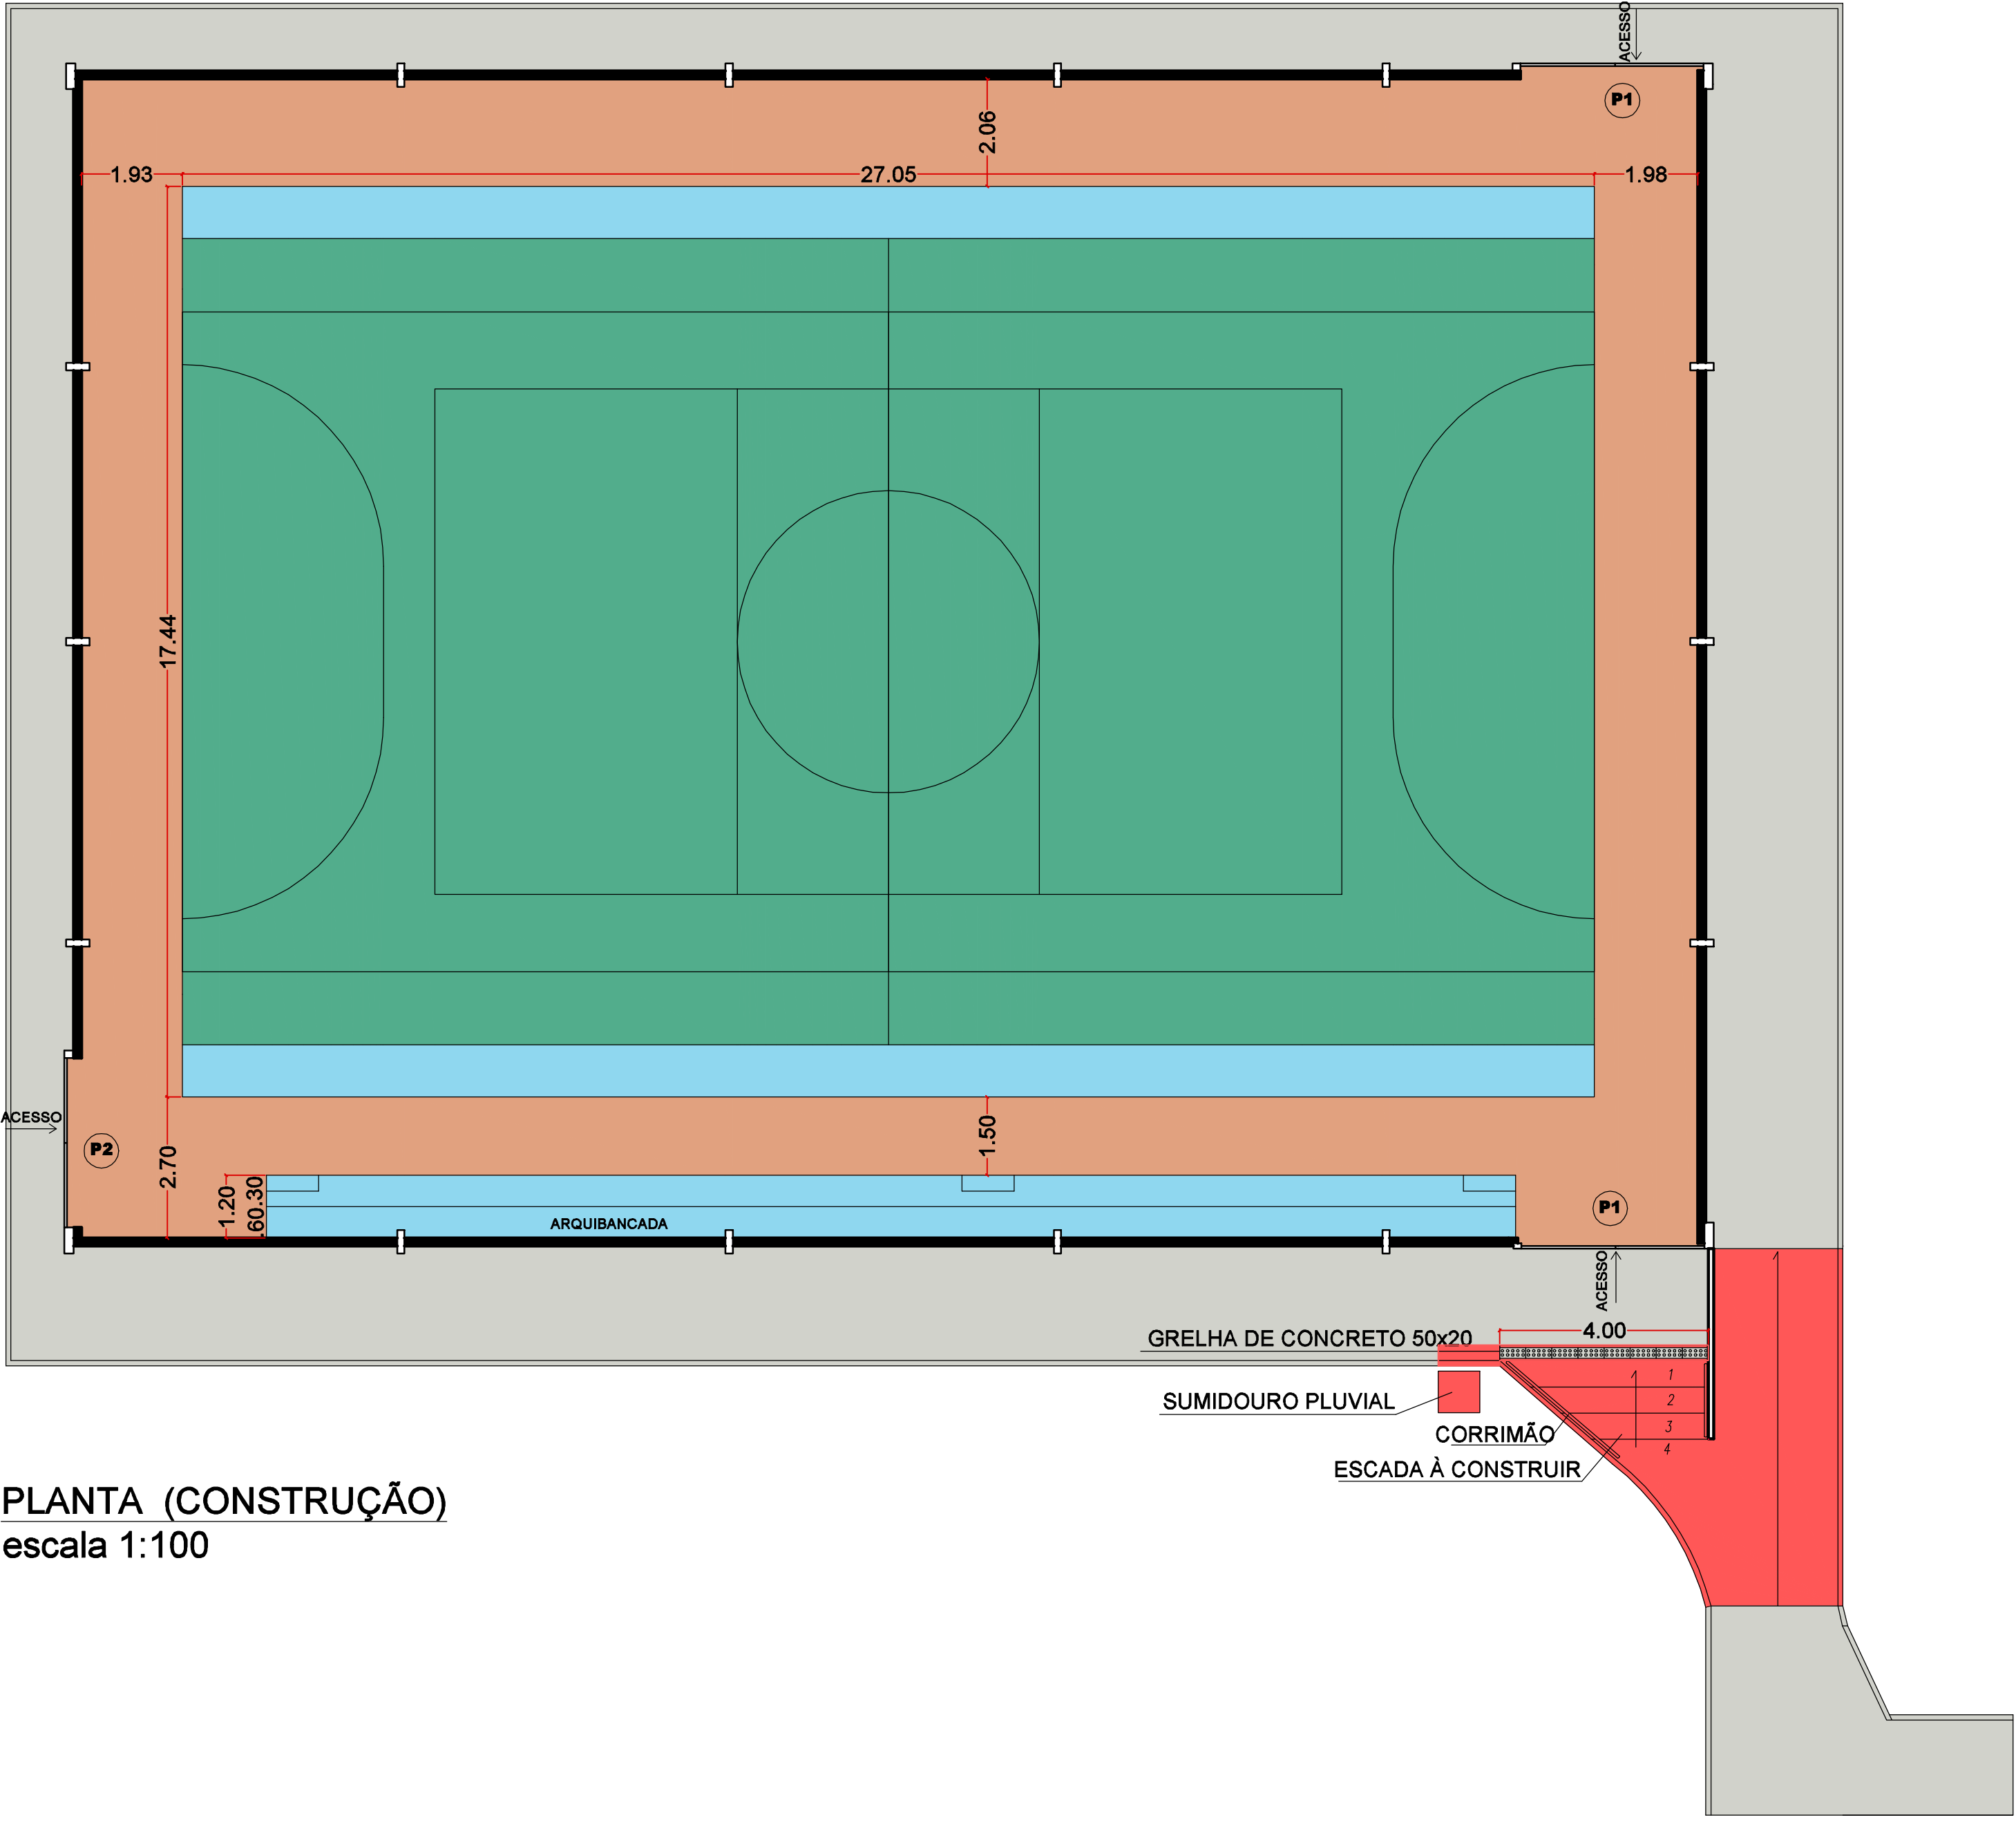 ACESSO
P1
2.06
1.93
27.05
1.98
17.44
ACESSO
P2
2.70
1.50
1.20
.60.30
ARQUIBANCADA
P1
ACESSO
GRELHA DE CONCRETO 50x20
4.00
1
SUMIDOURO PLUVIAL
2
CORRIMÃO
3
4
ESCADA À CONSTRUIR
PLANTA (CONSTRUÇÃO)
escala 1:100